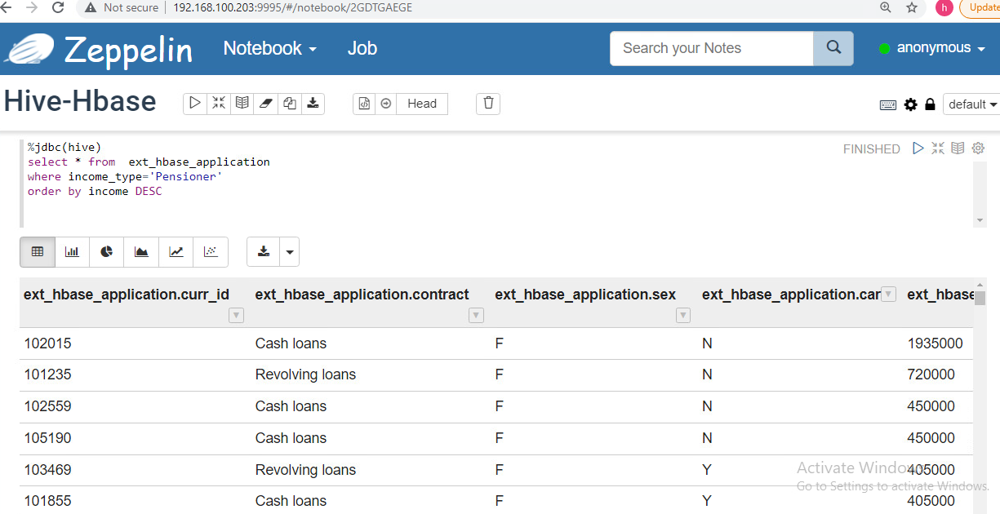 Not secure | 192.168.100.203:9995/#/notebook/2GDTGAEGE h Update
Zeppelin Notebook Job Search your Notes anonymous
Hive-Hbase Head default
%jdbc(hive) FINISHED
select * from  ext_hbase_application
where income_type='Pensioner'
order by income DESC
ext_hbase_application.curr_id ext_hbase_application.contract ext_hbase_application.sex ext_hbase_application.car ext_hbase
102015 Cash loans F N 1935000
101235 Revolving loans F N 720000
102559 Cash loans F N 450000
105190 Cash loans F N 450000
103469 Revolving loans F Y 405000
Activate Windows
Go to Settings to activate Windows.
101855 Cash loans F Y 405000